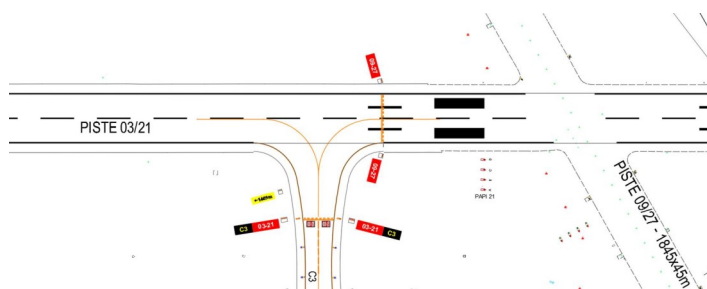 09-27
PISTE 03/21
09-27
PAPI 21
C3 03-21
03-21 C3
C3
PISTE 09/27 - 1845x45m